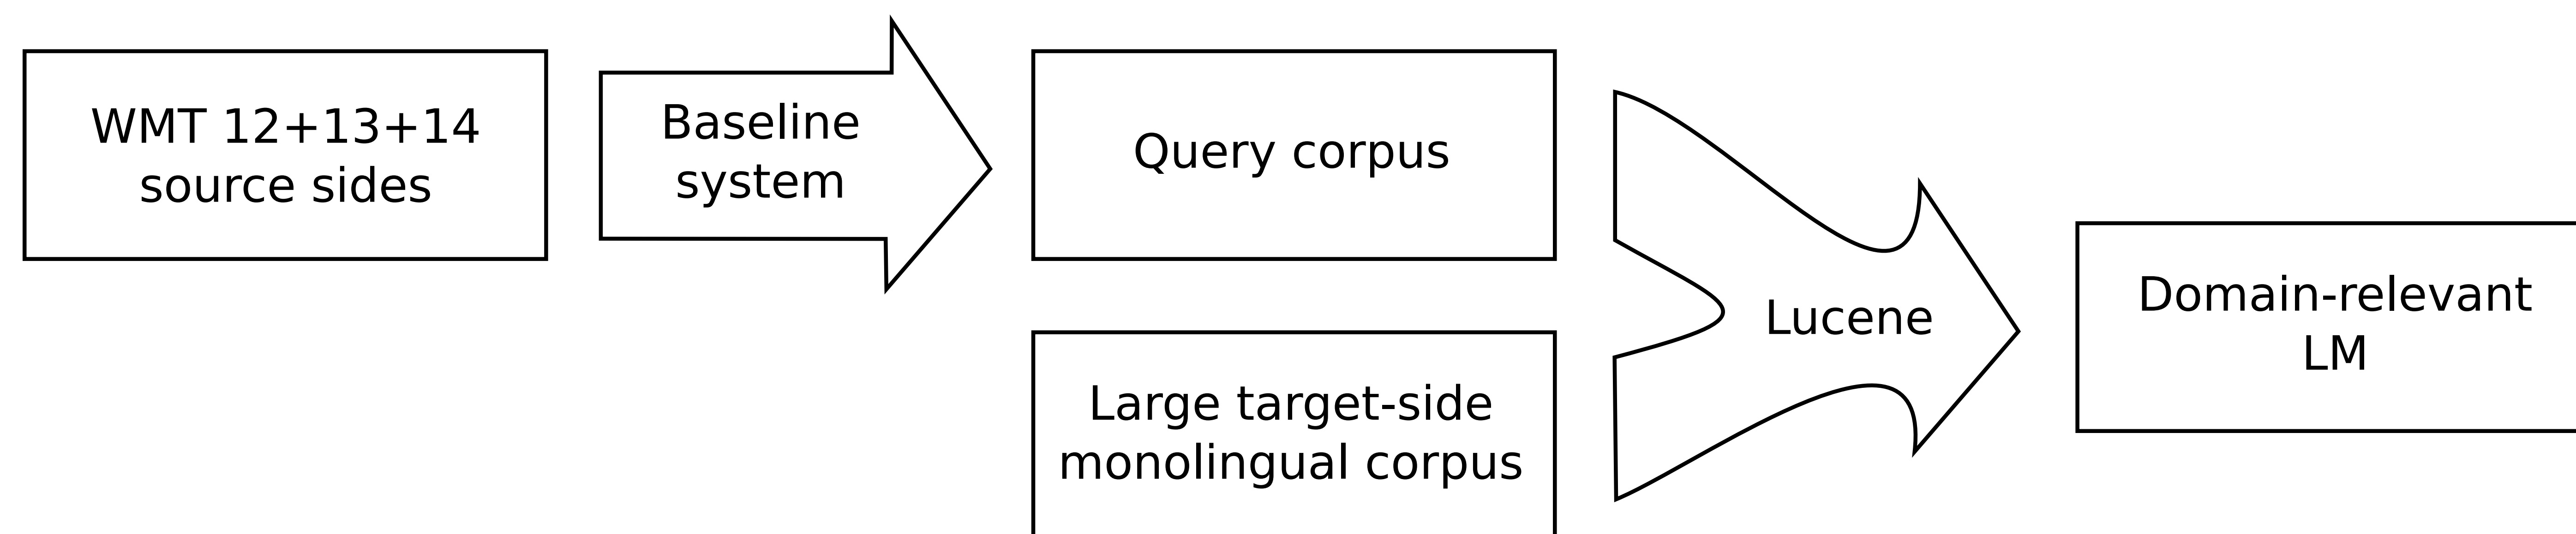 WMT 12+13+14
source sides
Baseline
system
Query corpus
Large target-side
monolingual corpus
Lucene
Domain-relevant
LM